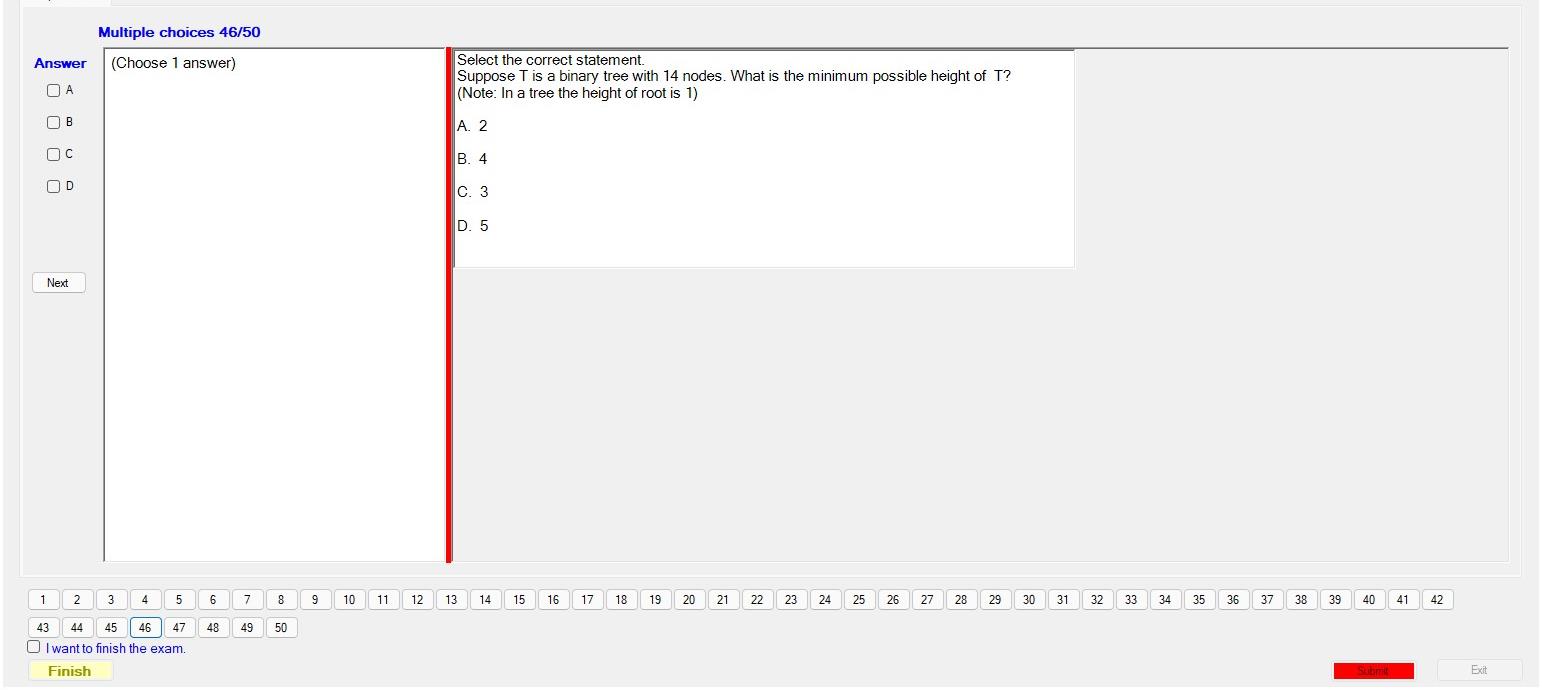 Multiple choices 46/50
Answer
(Choose 1 answer)
A
B
C
D
Next
Select the correct statement.
Suppose T is a binary tree with 14 nodes. What is the minimum possible height of T?
(Note: In a tree the height of root is 1)
A. 2
B. 4
C. 3
D. 5
1 2 3 4 5 6 7 8 9 10 11 12 13 14 15 16 17 18 19 20 21 22 23 24 25 26 27 28 29 30 31 32 33 34 35 36 37 38 39 40 41 42
43 44 45 46 47 48 49 50
I want to finish the exam.
Finish
Submit
Exit